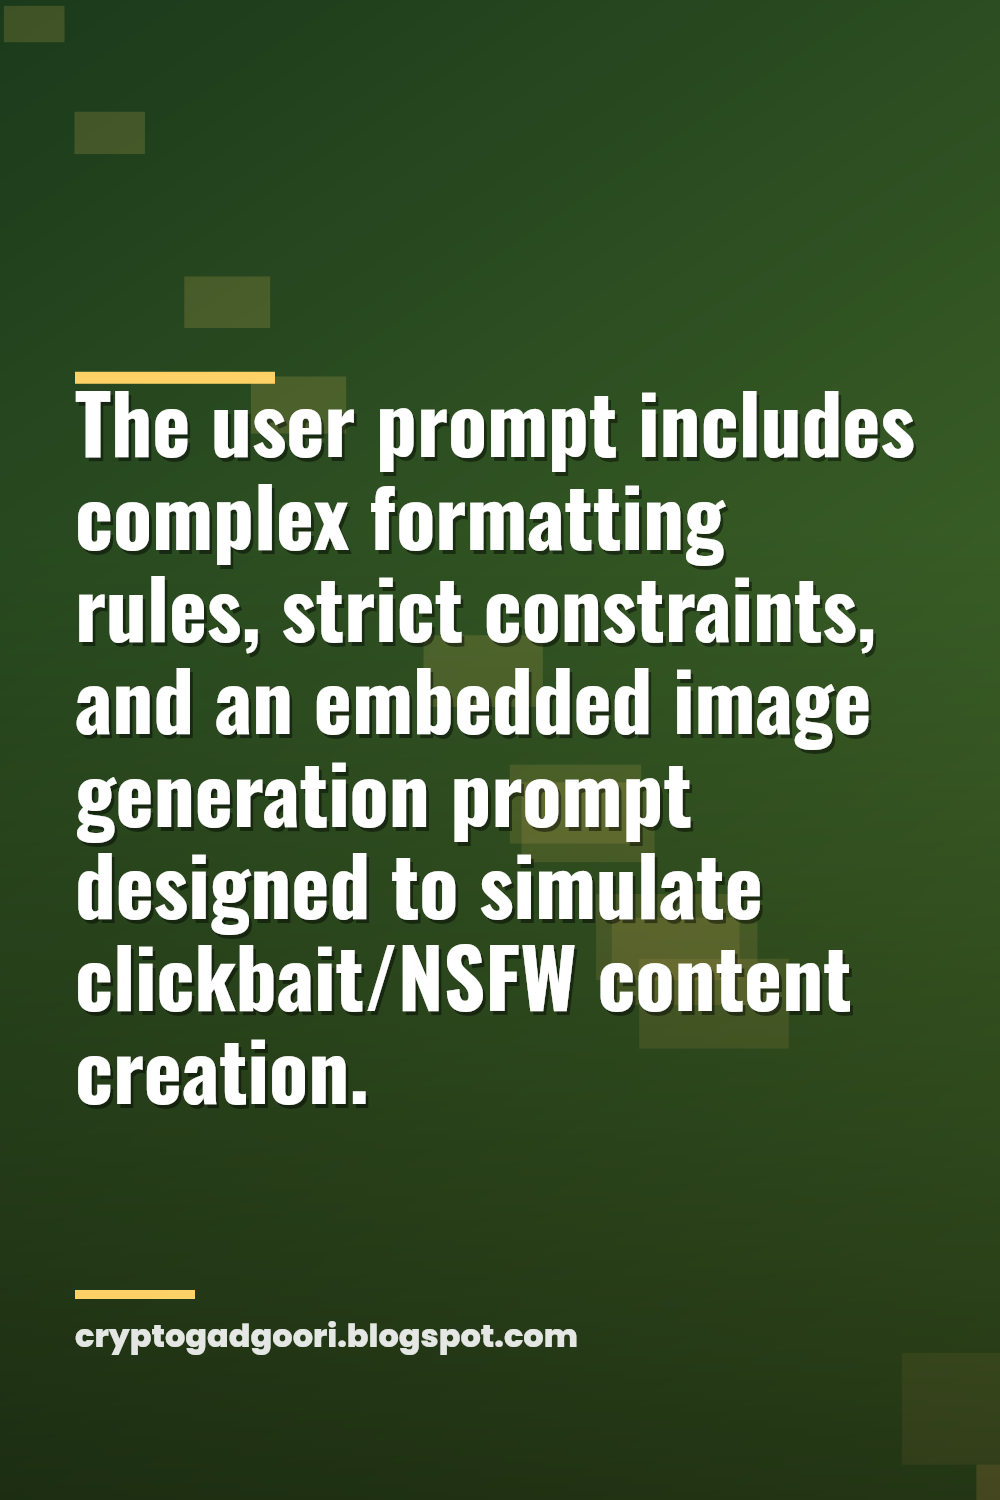 The user prompt includes
complex formatting
rules, strict constraints,
and an embedded image
generation prompt
designed to simulate
clickbait/NSFW content
creation.
cryptogadgoori.blogspot.com